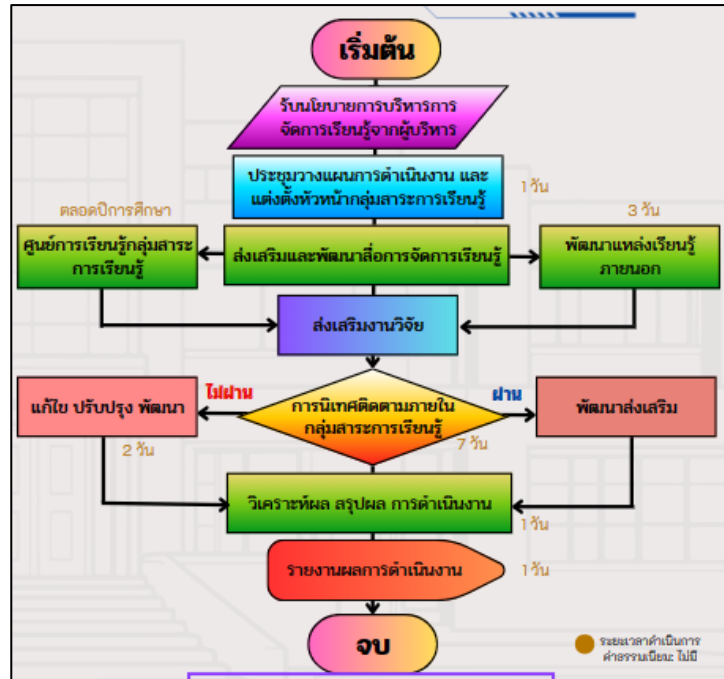 เริ่มต้น
รับนโยบายการบริหารการ
จัดการเรียนรู้จากผู้บริหาร
ประชุมวางแผนการดำเนินงาน และ
แต่งตั้งหัวหน้ากลุ่มสาระการเรียนรู้
1 วัน
ตลอดปีการศึกษา
3 วัน
ศูนย์การเรียนรู้กลุ่มสาระ
การเรียนรู้
ส่งเสริมและพัฒนาสื่อการจัดการเรียนรู้
พัฒนาแหล่งเรียนรู้
ภายนอก
ส่งเสริมงานวิจัย
แก้ไข ปรับปรุง พัฒนา
ไม่ผ่าน
การนิเทศติดตามภายใน
กลุ่มสาระการเรียนรู้
ผ่าน
พัฒนาส่งเสริม
2 วัน
7 วัน
วิเคราะห์ผล สรุปผล การดำเนินงาน
1 วัน
รายงานผลการดำเนินงาน
1 วัน
จบ
ระยะเวลาดำเนินการ
ค่าธรรมเนียม: ไม่มี